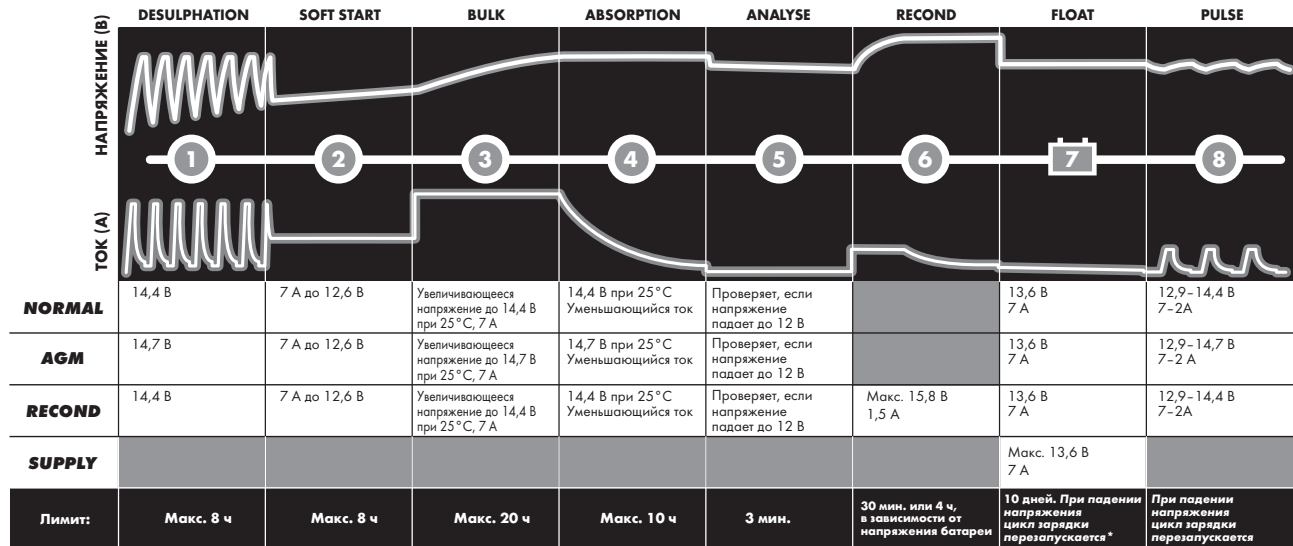 DESULPHATION SOFT START BULK ABSORPTION ANALYSE RECOND FLOAT PULSE
НАПРЯЖЕНИЕ (В)
1 2 3 4 5 6 7 8
ТОК (А)
NORMAL
14,4 В
7 А до 12,6 В
Увеличивающееся
напряжение до 14,4 В
при 25°С, 7 А
14,4 В при 25°С
Уменьшающийся ток
Проверяет, если
напряжение
падает до 12 В
13,6 В
7 А
12,9–14,4 В
7–2А
AGM
14,7 В
7 А до 12,6 В
Увеличивающееся
напряжение до 14,7 В
при 25°С, 7 А
14,7 В при 25°С
Уменьшающийся ток
Проверяет, если
напряжение
падает до 12 В
13,6 В
7 А
12,9–14,7 В
7–2 А
RECOND
14,4 В
7 А до 12,6 В
Увеличивающееся
напряжение до 14,4 В
при 25°С, 7 А
14,4 В при 25°С
Уменьшающийся ток
Проверяет, если
напряжение
падает до 12 В
Макс. 15,8 В
1,5 А
13,6 В
7 А
12,9–14,4 В
7–2А
SUPPLY
Макс. 13,6 В
7 А
Лимит:
Макс. 8 ч
Макс. 8 ч
Макс. 20 ч
Макс. 10 ч
3 мин.
30 мин. или 4 ч,
в зависимости от
напряжения батареи
10 дней. При падении
напряжения
цикл зарядки
перезапускается*
При падении
напряжения
цикл зарядки
перезапускается